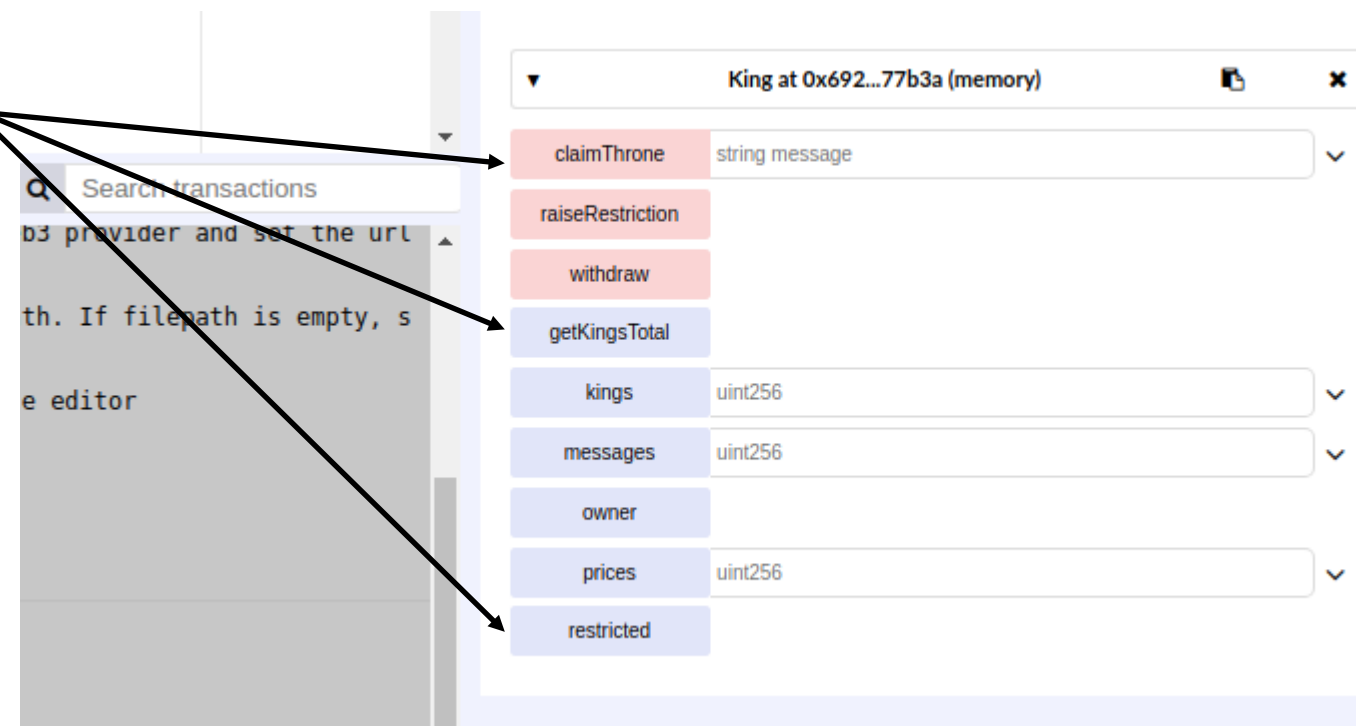 King at 0x692...77b3a (memory)
claimThrone string message
raiseRestriction
withdraw
getKingsTotal
kings uint256
messages uint256
owner
prices uint256
restricted
Search transactions
b3 provider and set the url
th. If filepath is empty, s
e editor